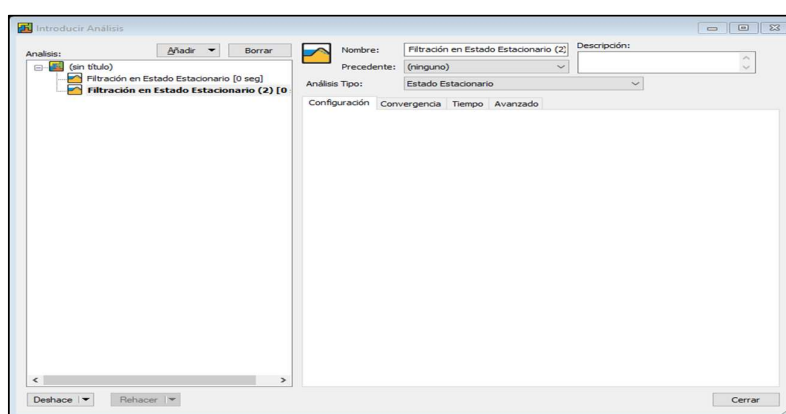 Introducir Análisis
Analisis:
Añadir
Borrar
(sin título)
Filtración en Estado Estacionario [0 seg]
Filtración en Estado Estacionario (2) [0
Nombre:
Filtración en Estado Estacionario (2)
Descripción:
Precedente:
(ninguno)
Análisis Tipo:
Estado Estacionario
Configuración Convergencia Tiempo Avanzado
Deshace
Rehacer
Cerrar